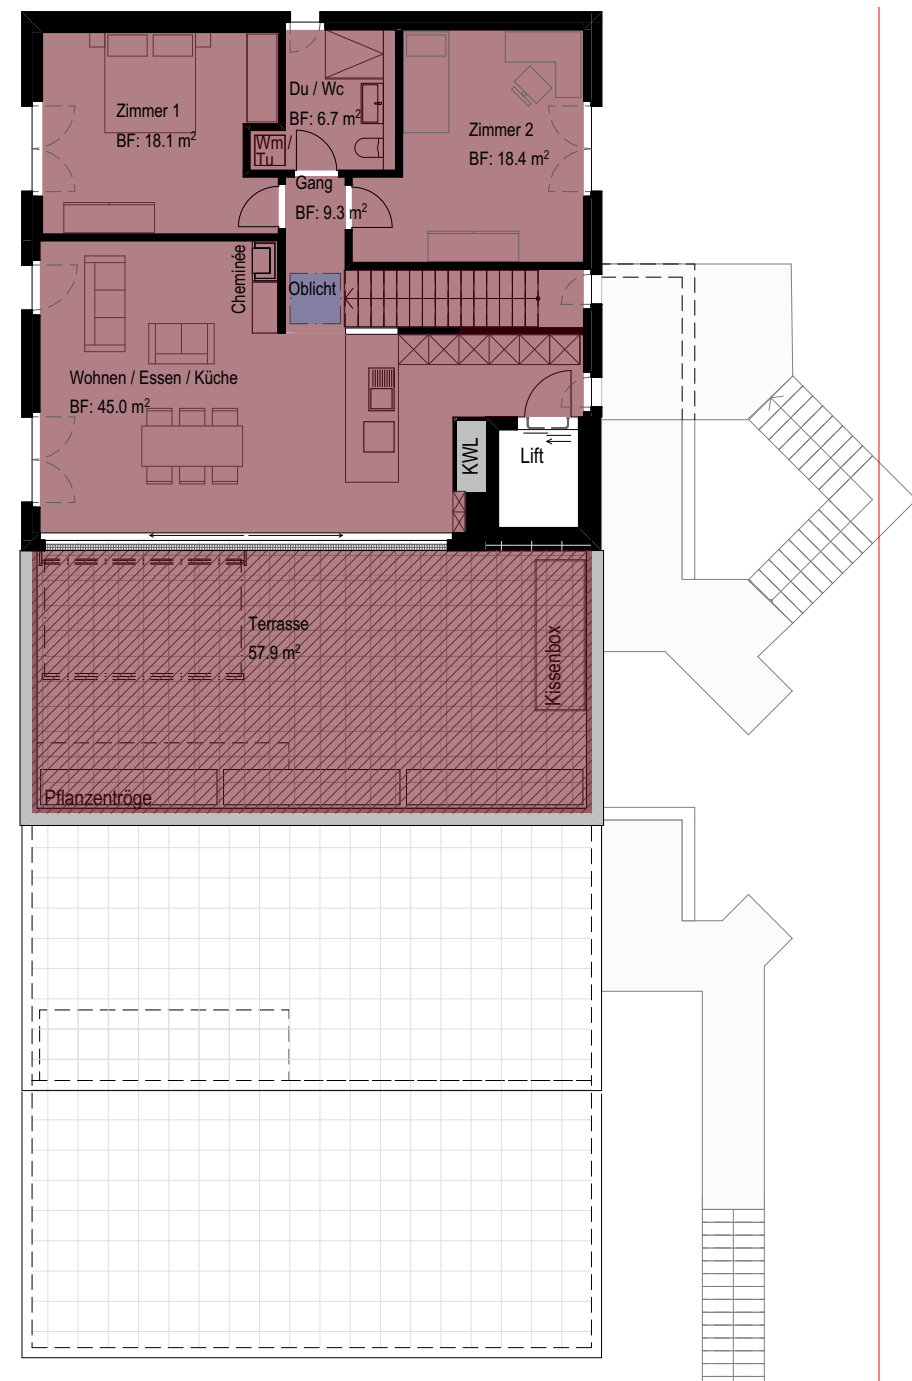 Zimmer 1
BF: 18.1 m²
Du / Wc
BF: 6.7 m²
Wm /
Tu
Zimmer 2
BF: 18.4 m²
Gang
BF: 9.3 m²
Cheminée
Oblicht
Wohnen / Essen / Küche
BF: 45.0 m²
KWL
Lift
Terrasse
57.9 m²
Kissenbox
Pflanzentröge